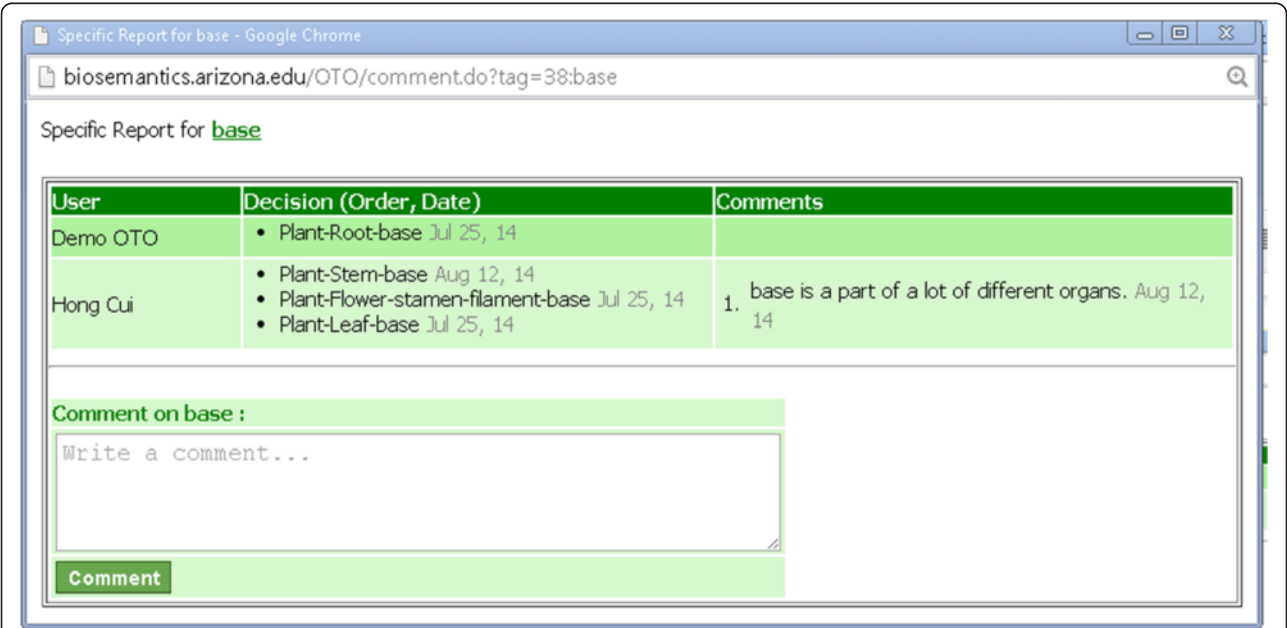 Specific Report for base - Google Chrome
biosemantics.arizona.edu/OTO/comment.do?tag=38:base
Specific Report for base
User Decision (Order, Date) Comments
Demo OTO • Plant-Root-base Jul 25, 14
Hong Cui • Plant-Stem-base Aug 12, 14
• Plant-Flower-stamen-filament-base Jul 25, 14
• Plant-Leaf-base Jul 25, 14
1. base is a part of a lot of different organs. Aug 12,
14
Comment on base :
Write a comment...
Comment